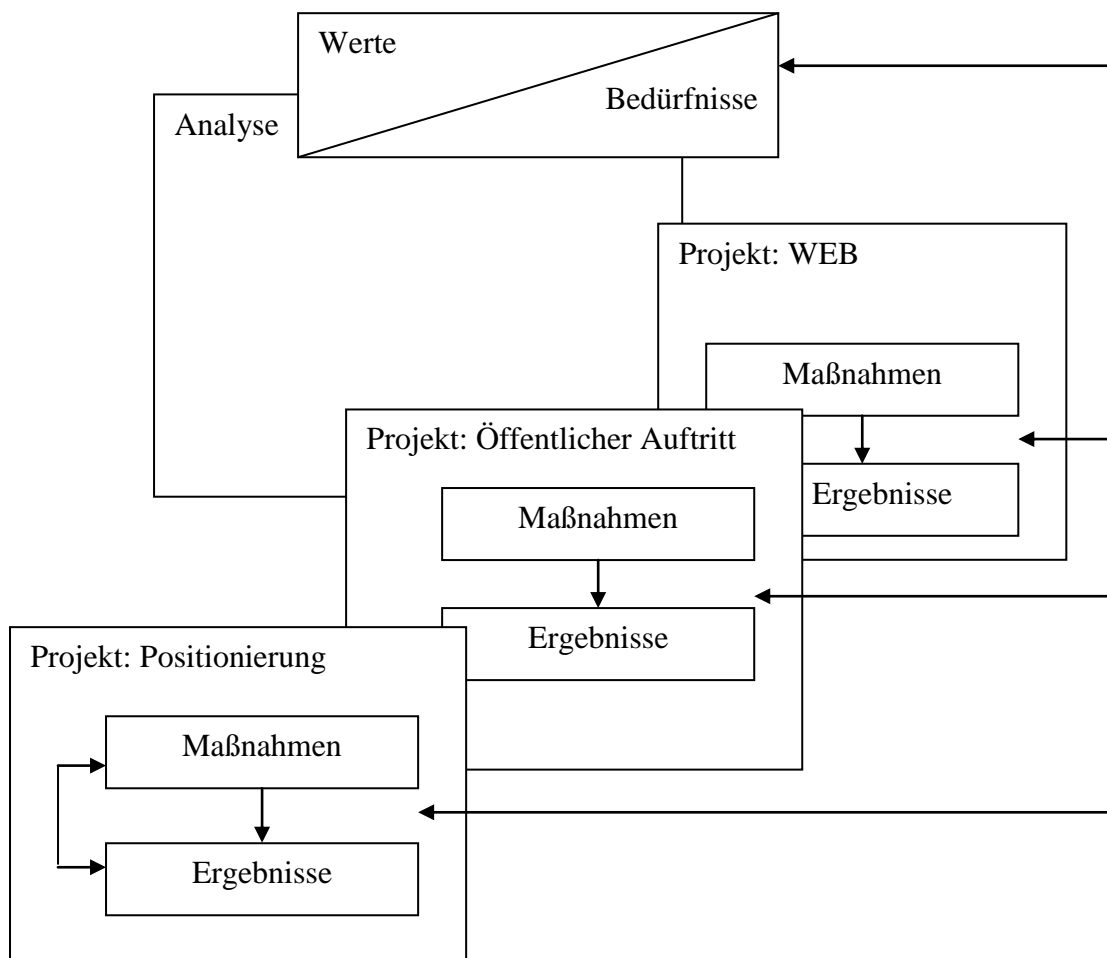 Werte
Bedürfnisse
Analyse
Projekt: WEB
Maßnahmen
Ergebnisse
Projekt: Öffentlicher Auftritt
Maßnahmen
Ergebnisse
Projekt: Positionierung
Maßnahmen
Ergebnisse